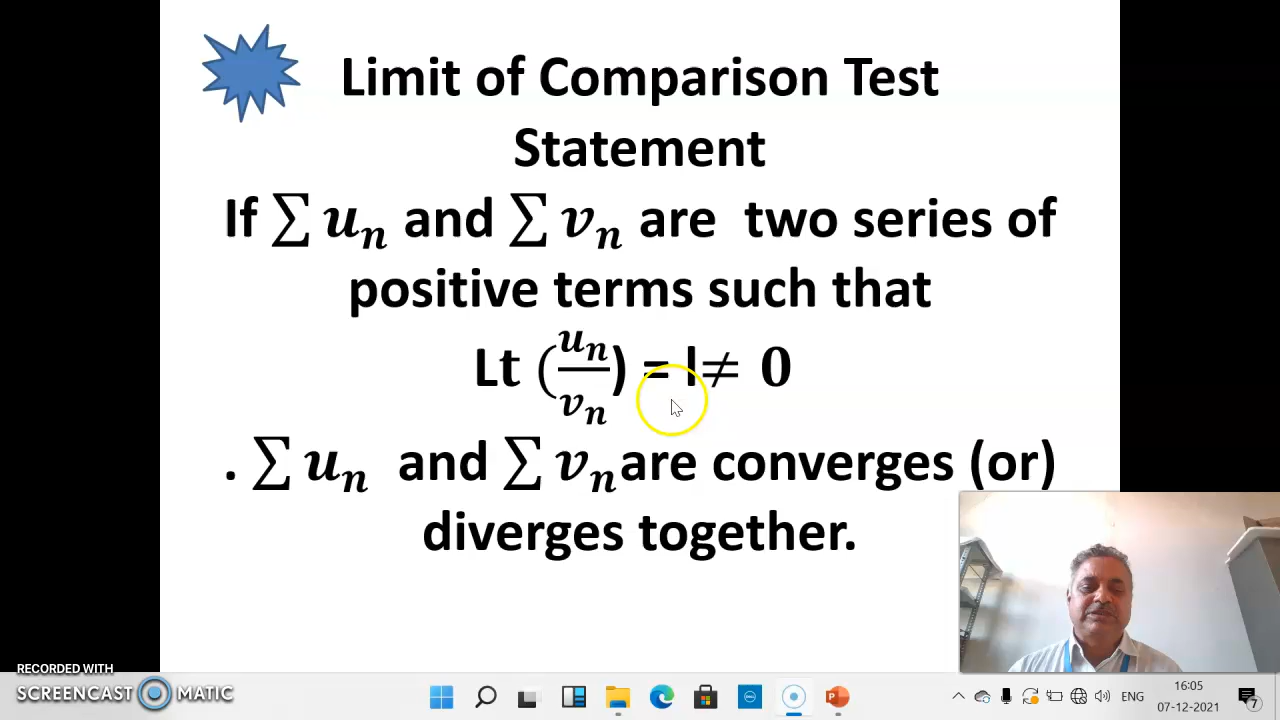 Limit of Comparison Test
Statement
If ∑ uₙ and ∑ vₙ are two series of
positive terms such that
Lt (uₙ/vₙ) = l≠ 0
. ∑ uₙ and ∑ vₙ are converges (or)
diverges together.
RECORDED WITH
SCREENCAST MATIC
ENG
16:05
07-12-2021
7